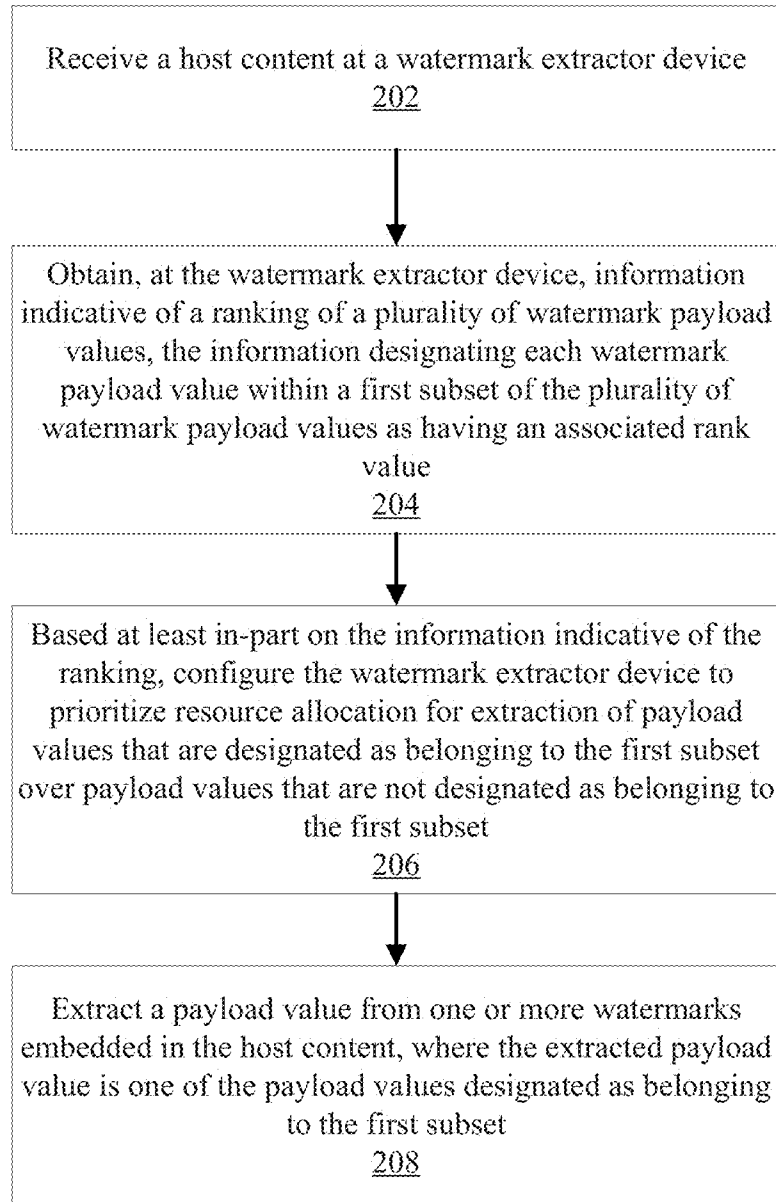 Receive a host content at a watermark extractor device
202
Obtain, at the watermark extractor device, information
indicative of a ranking of a plurality of watermark payload
values, the information designating each watermark
payload value within a first subset of the plurality of
watermark payload values as having an associated rank
value
204
Based at least in-part on the information indicative of the
ranking, configure the watermark extractor device to
prioritize resource allocation for extraction of payload
values that are designated as belonging to the first subset
over payload values that are not designated as belonging to
the first subset
206
Extract a payload value from one or more watermarks
embedded in the host content, where the extracted payload
value is one of the payload values designated as belonging
to the first subset
208